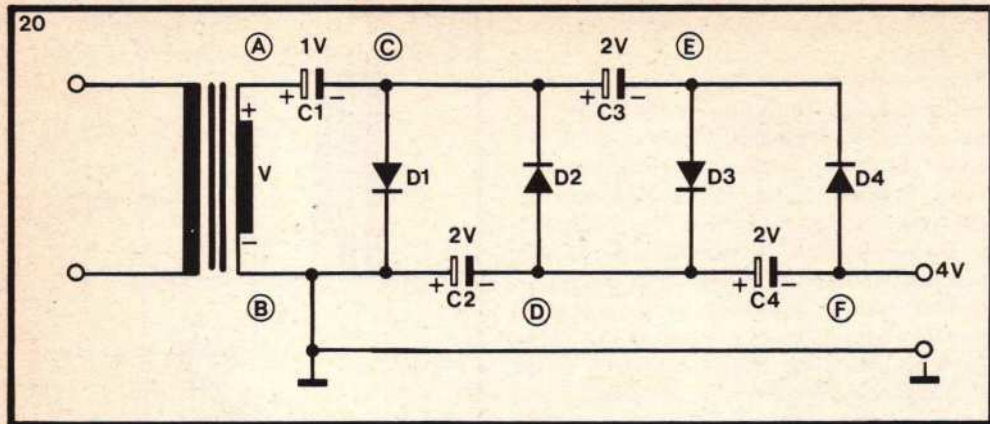 20
A 1V C 2V E
+ - + -
C1 C3
+
V D1 D2 D3 D4
-
2V 2V
+ - + - 4V
C2 C4
B D F